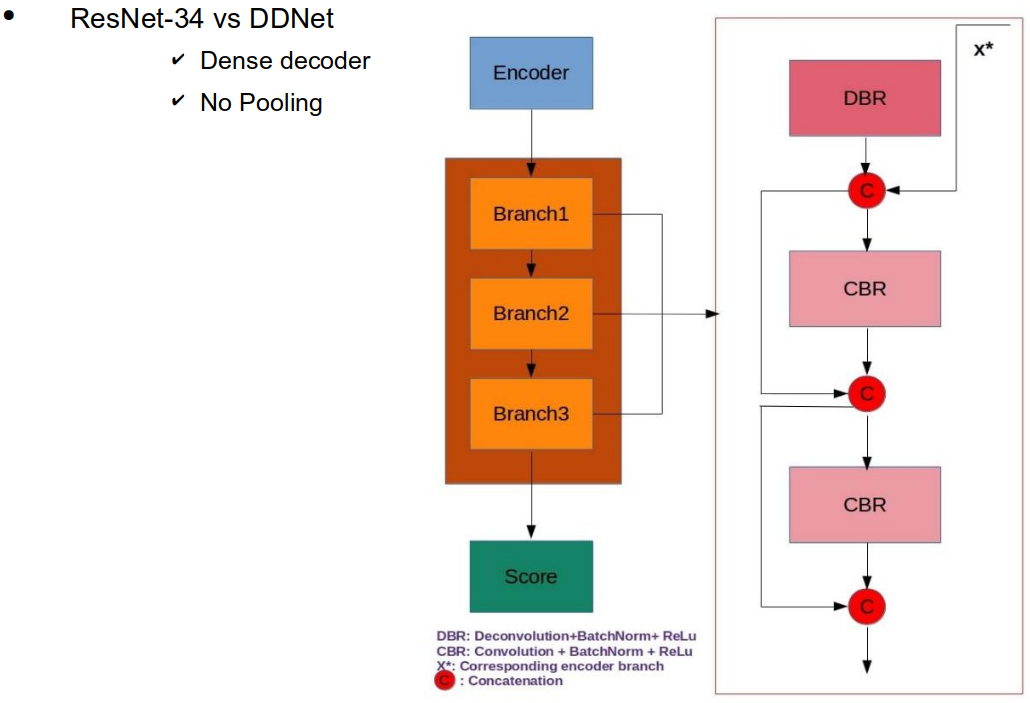 ● ResNet-34 vs DDNet
✔ Dense decoder
✔ No Pooling
Encoder
Branch1
Branch2
Branch3
Score
x*
DBR
C
CBR
C
CBR
C
DBR: Deconvolution+BatchNorm+ ReLu
CBR: Convolution + BatchNorm + ReLu
X*: Corresponding encoder branch
C : Concatenation